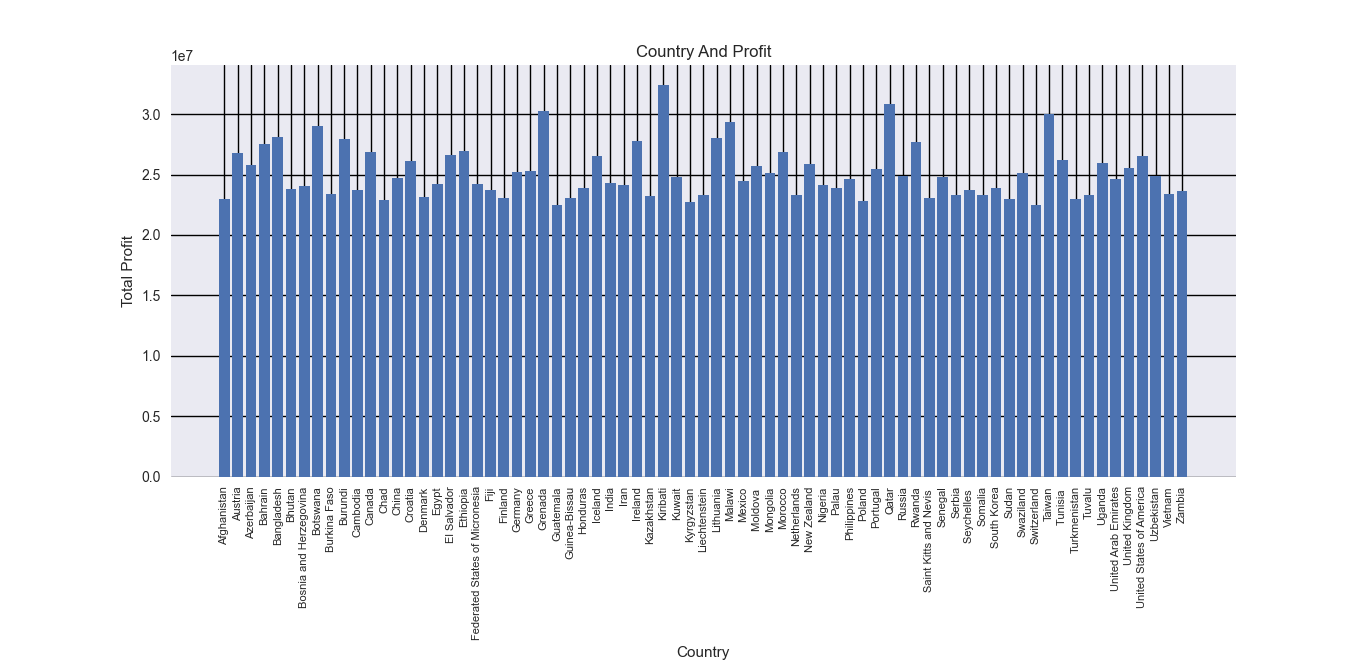 Country And Profit
1e7
3.0
2.5
2.0
1.5
1.0
0.5
0.0
Total Profit
Afghanistan
Austria
Azerbaijan
Bahrain
Bangladesh
Bhutan
Bosnia and Herzegovina
Botswana
Burkina Faso
Burundi
Cambodia
Canada
Chad
China
Croatia
Denmark
Egypt
El Salvador
Ethiopia
Federated States of Micronesia
Fiji
Finland
Germany
Greece
Grenada
Guatemala
Guinea-Bissau
Honduras
Iceland
India
Iran
Ireland
Kazakhstan
Kiribati
Kuwait
Kyrgyzstan
Liechtenstein
Lithuania
Malawi
Mexico
Moldova
Mongolia
Morocco
Netherlands
New Zealand
Nigeria
Palau
Philippines
Poland
Portugal
Qatar
Russia
Rwanda
Saint Kitts and Nevis
Senegal
Serbia
Seychelles
Somalia
South Korea
Sudan
Swaziland
Switzerland
Taiwan
Tunisia
Turkmenistan
Tuvalu
Uganda
United Arab Emirates
United Kingdom
United States of America
Uzbekistan
Vietnam
Zambia
Country